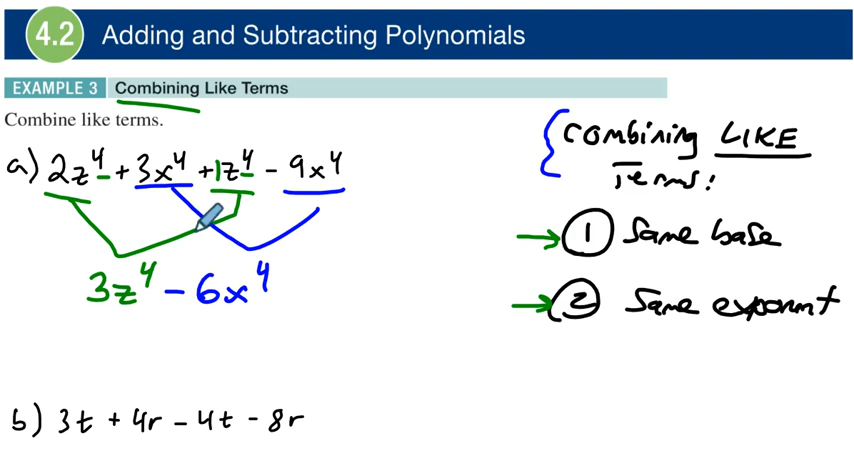 4.2 Adding and Subtracting Polynomials
EXAMPLE 3 Combining Like Terms
Combine like terms.
a) 2z⁴ + 3x⁴ + 1z⁴ - 9x⁴
3z⁴ - 6x⁴
b) 3t + 4r - 4t - 8r
Combining LIKE
Terms:
1 Same base
2 Same exponent